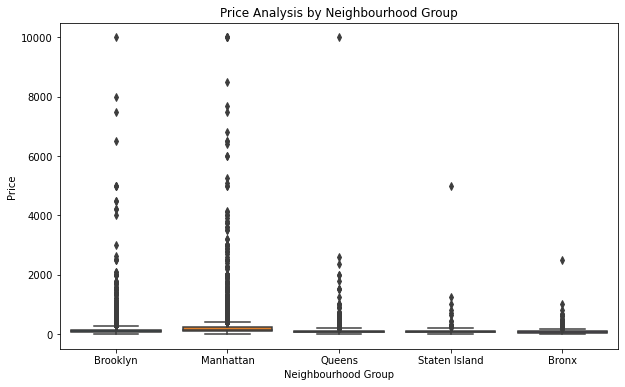 Price Analysis by Neighbourhood Group
10000
8000
6000
4000
2000
0
Price
Brooklyn Manhattan Queens Staten Island Bronx
Neighbourhood Group